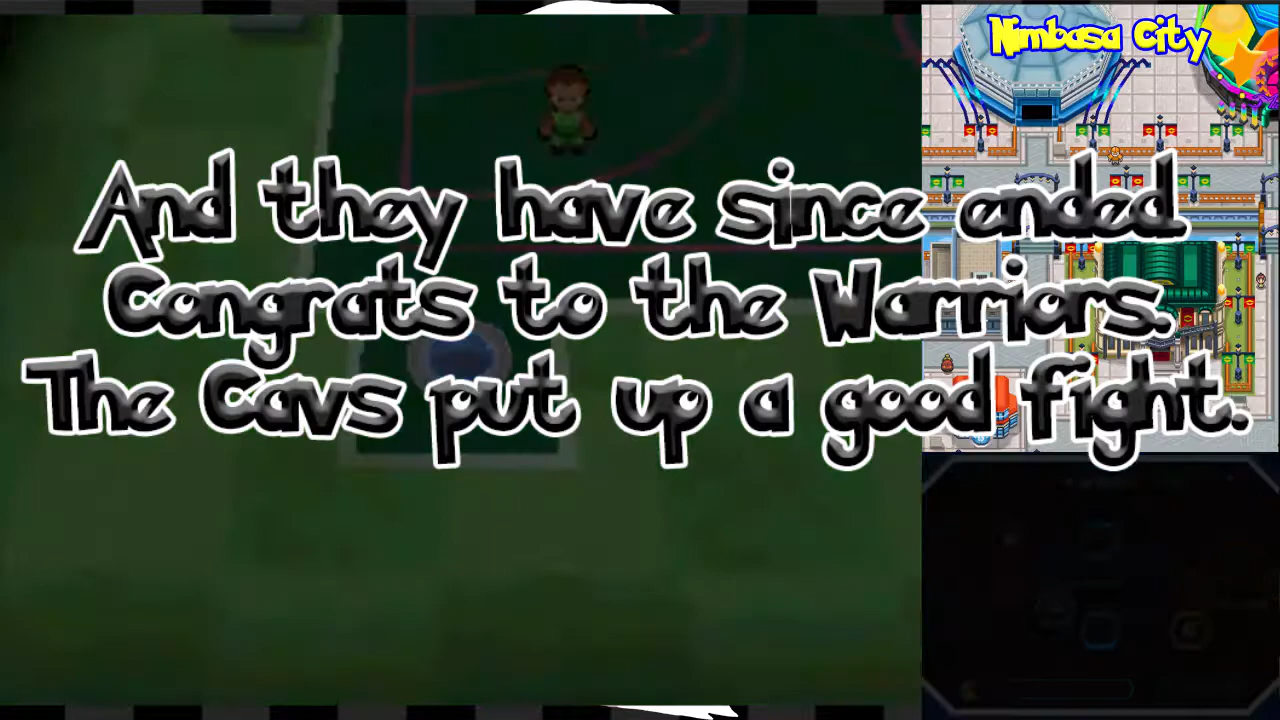 Nimbasa City
And they have since ended.
Congrats to the Warriors.
The Cavs put up a good fight.